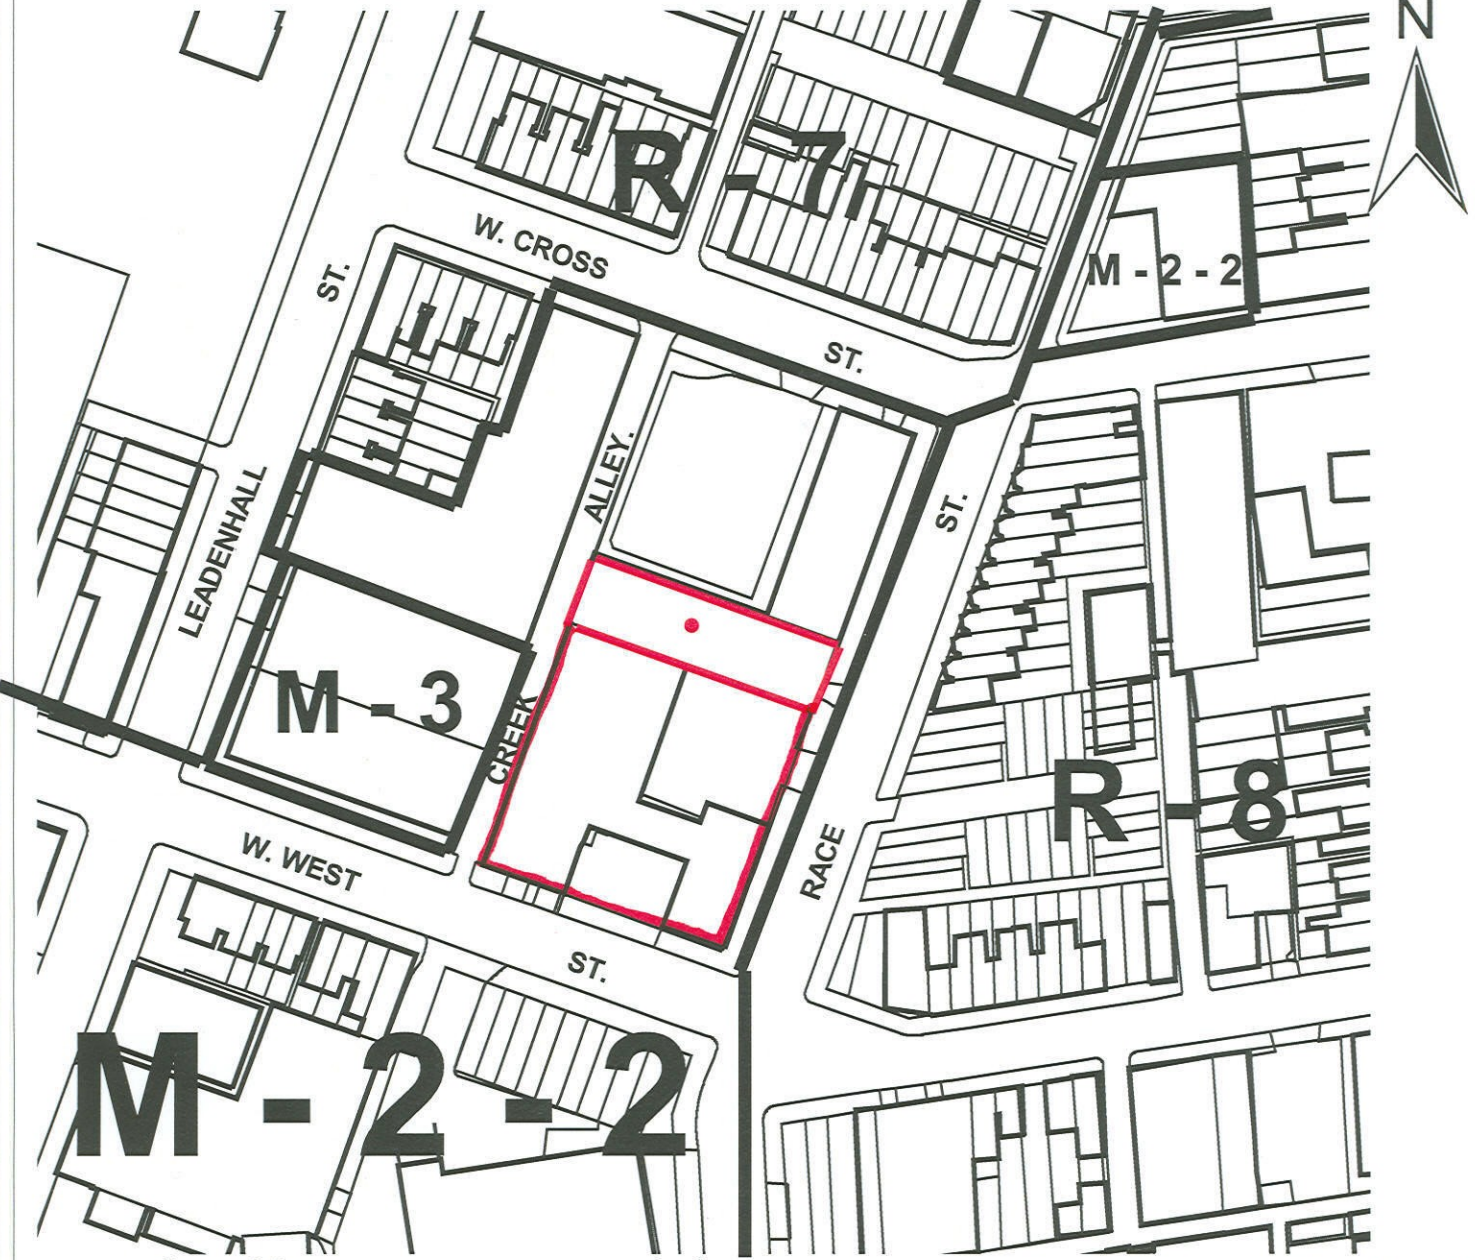 N
R - 7
W. CROSS
ST.
M - 2 - 2
ST.
ALLEY.
LEADENHALL
ST.
M - 3
CREEK
R - 8
RACE
W. WEST
ST.
M - 2 - 2